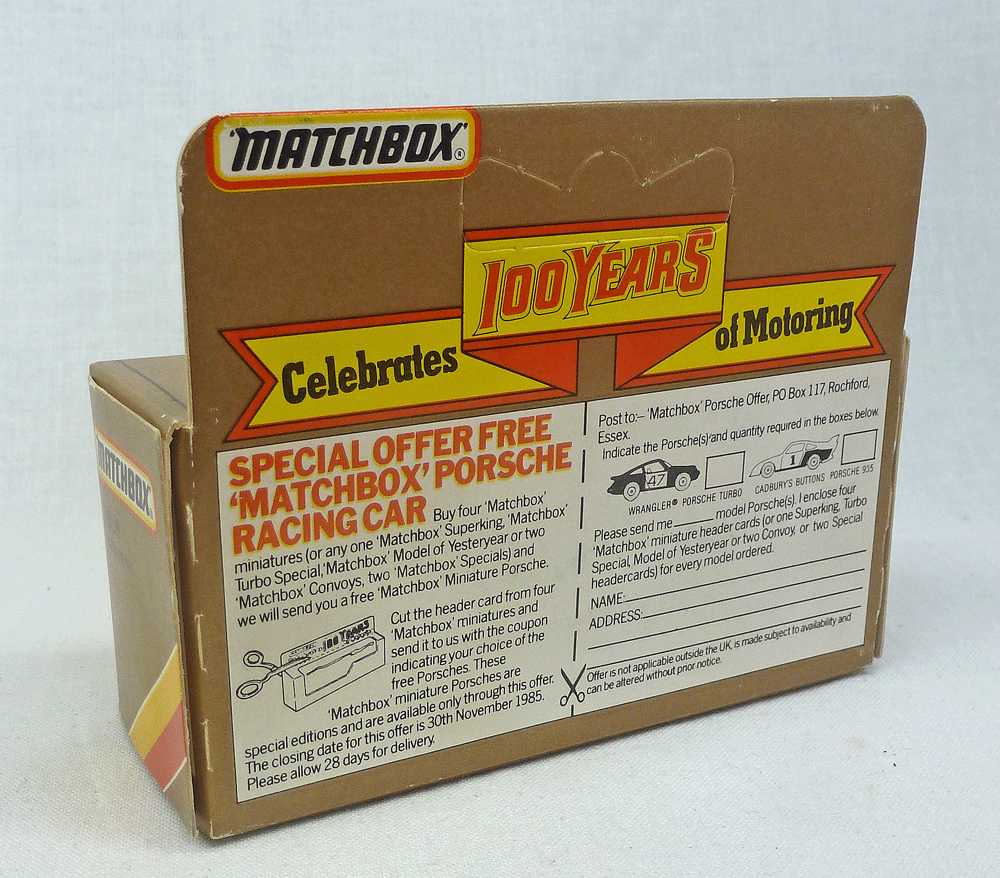 'MATCHBOX'®
100 YEARS
Celebrates
of Motoring
MATCHBOX
SPECIAL OFFER FREE
'MATCHBOX' PORSCHE
RACING CAR Buy four 'Matchbox'
miniatures (or any one 'Matchbox' Superking, 'Matchbox'
Turbo Special, 'Matchbox' Model of Yesteryear or two
'Matchbox' Convoys, two 'Matchbox' Specials) and
we will send you a free 'Matchbox' Miniature Porsche.
100 YEARS
Cut the header card from four
'Matchbox' miniatures and
send it to us with the coupon
indicating your choice of the
free Porsches. These
'Matchbox' miniature Porsches are
special editions and are available only through this offer.
The closing date for this offer is 30th November 1985.
Please allow 28 days for delivery.
Post to:– 'Matchbox' Porsche Offer, PO Box 117, Rochford,
Essex.
Indicate the Porsche(s) and quantity required in the boxes below.
47
1
WRANGLER® PORSCHE TURBO
CADBURY'S BUTTONS PORSCHE 935
Please send me ______ model Porsche(s). I enclose four
'Matchbox' miniature header cards (or one Superking, Turbo
Special, Model of Yesteryear or two Convoy, or two Special
headercards) for every model ordered.
NAME:
ADDRESS:
Offer is not applicable outside the UK, is made subject to availability and
can be altered without prior notice.